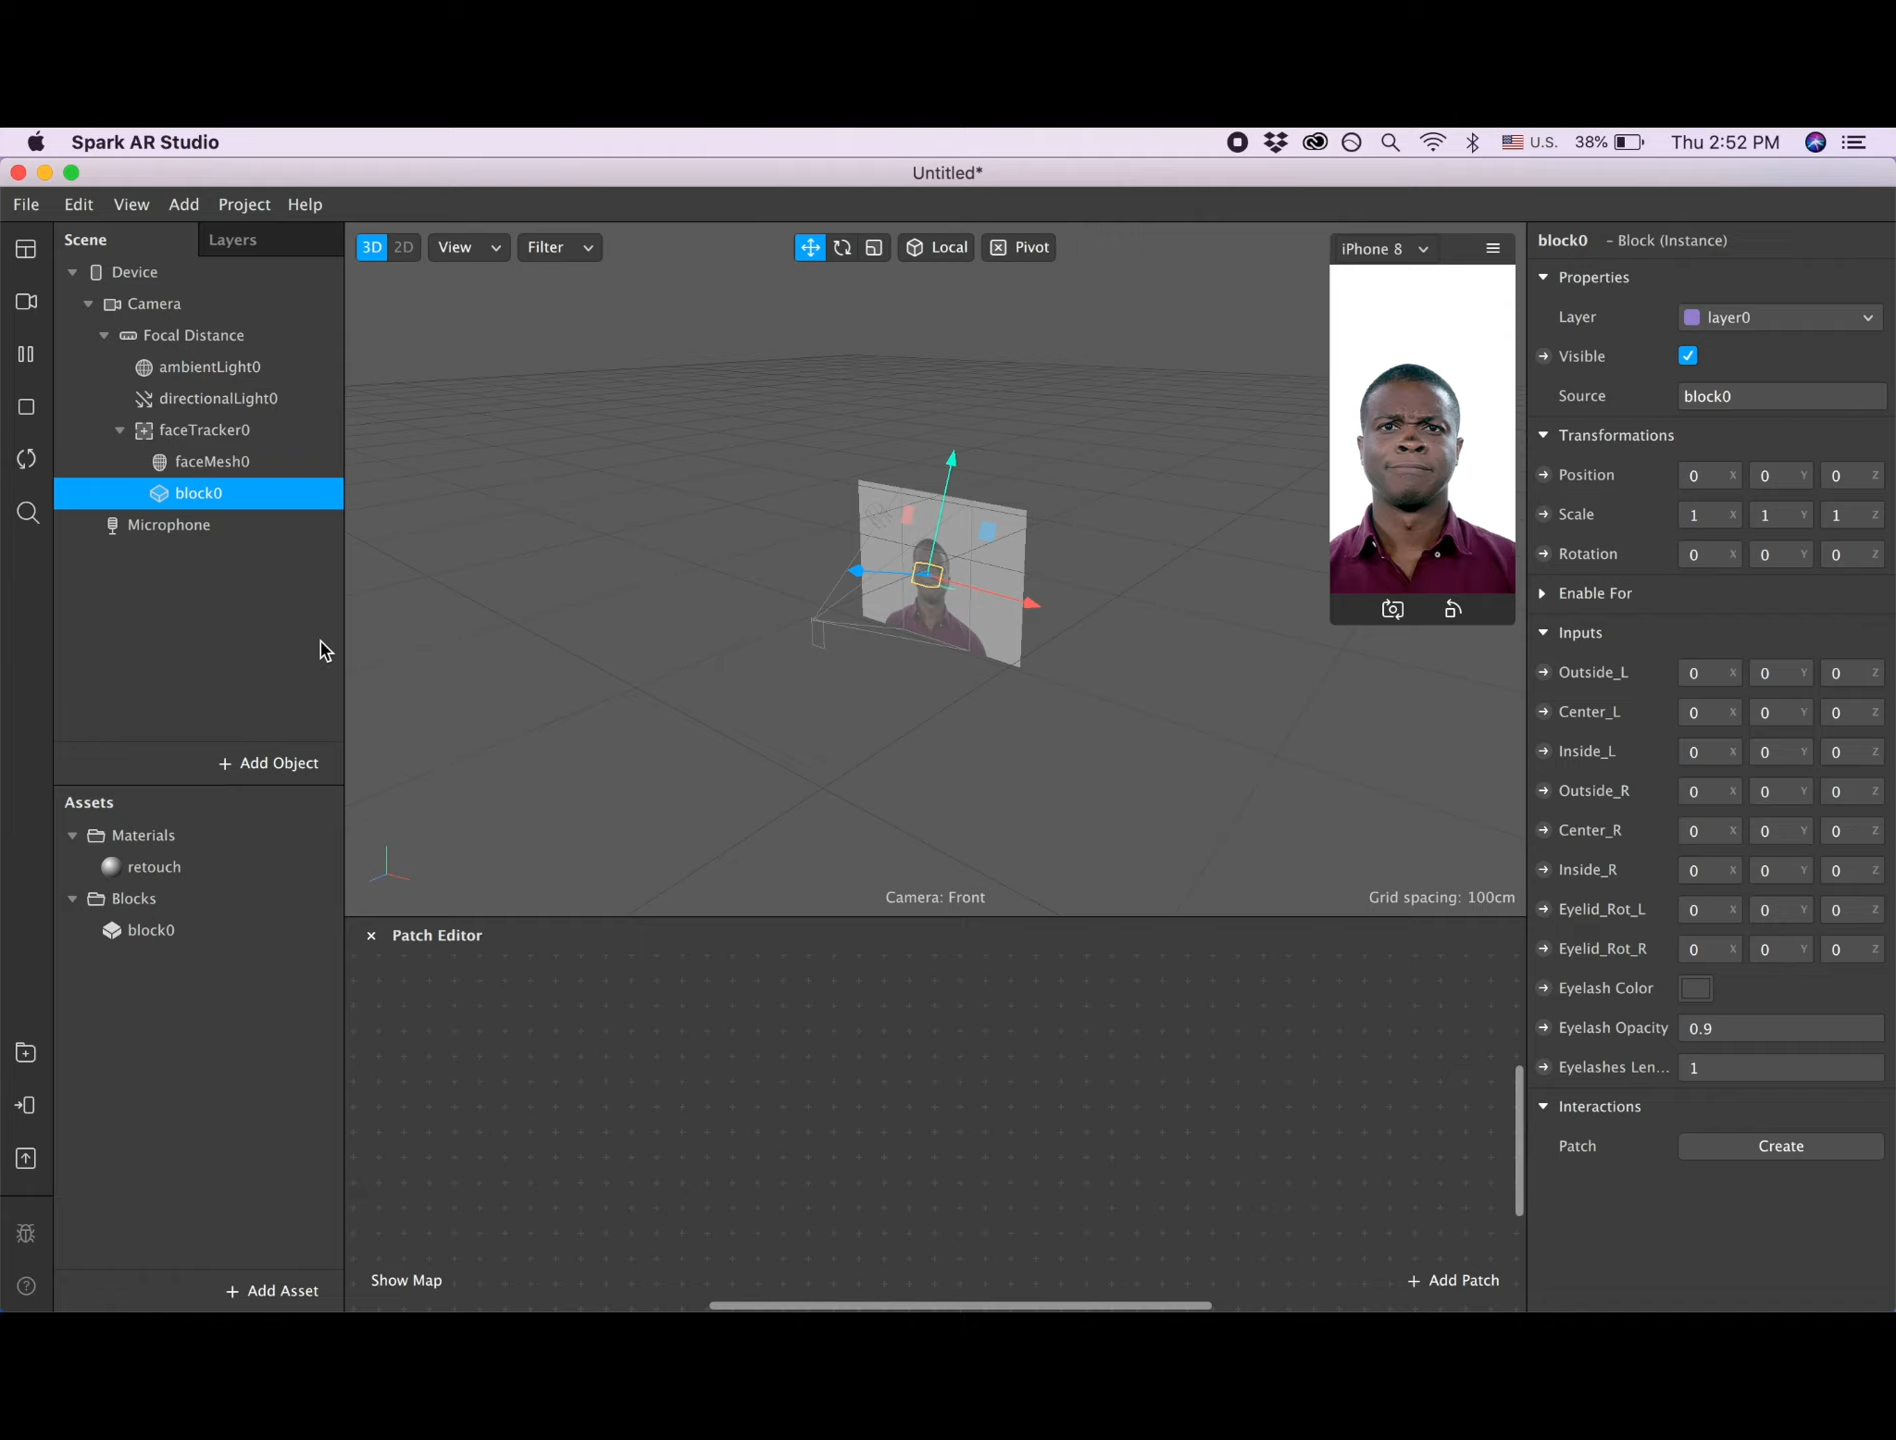 Spark AR Studio
U.S.
38%
Thu 2:52 PM
Untitled*
File
Edit
View
Add
Project
Help
Scene
Layers
Device
Camera
Focal Distance
ambientLight0
directionalLight0
faceTracker0
faceMesh0
block0
Microphone
+ Add Object
Assets
Materials
retouch
Blocks
block0
+ Add Asset
3D 2D
View
Filter
Local
Pivot
iPhone 8
Camera: Front
Grid spacing: 100cm
× Patch Editor
Show Map
+ Add Patch
block0 - Block (Instance)
Properties
Layer layer0
Visible
Source block0
Transformations
Position 0 X 0 Y 0 Z
Scale 1 X 1 Y 1 Z
Rotation 0 X 0 Y 0 Z
Enable For
Inputs
Outside_L 0 X 0 Y 0 Z
Center_L 0 X 0 Y 0 Z
Inside_L 0 X 0 Y 0 Z
Outside_R 0 X 0 Y 0 Z
Center_R 0 X 0 Y 0 Z
Inside_R 0 X 0 Y 0 Z
Eyelid_Rot_L 0 X 0 Y 0 Z
Eyelid_Rot_R 0 X 0 Y 0 Z
Eyelash Color
Eyelash Opacity 0.9
Eyelashes Len... 1
Interactions
Patch Create